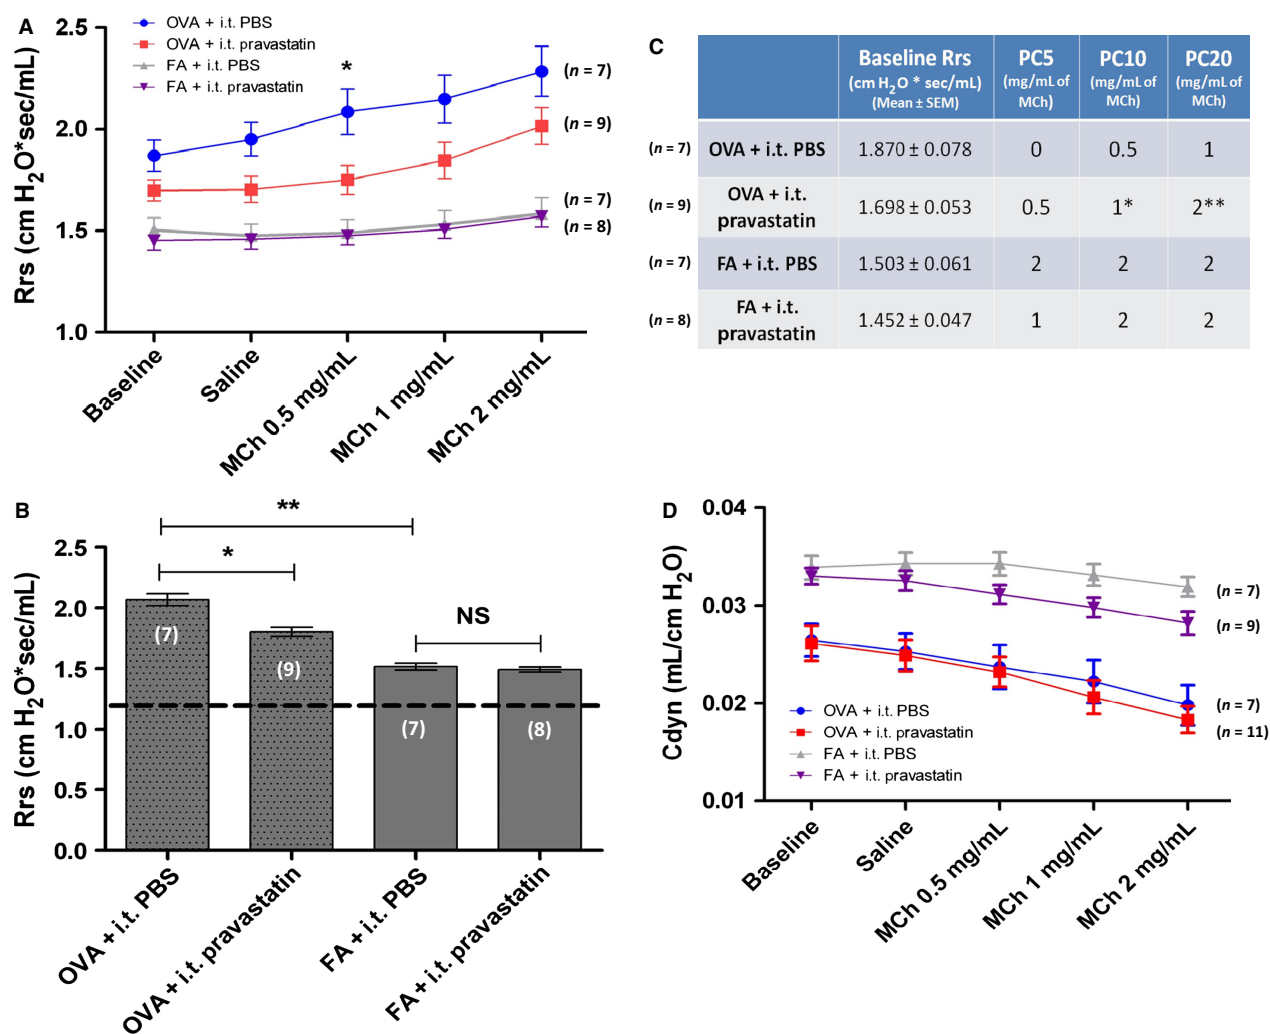 A
2.5
2.0
1.5
1.0
Rrs (cm H₂O*sec/mL)
OVA + i.t. PBS
OVA + i.t. pravastatin
FA + i.t. PBS
FA + i.t. pravastatin
*
(n = 7)
(n = 9)
(n = 7)
(n = 8)
Baseline
Saline
MCh 0.5 mg/mL
MCh 1 mg/mL
MCh 2 mg/mL
C
Baseline Rrs
(cm H₂O * sec/mL)
(Mean ± SEM)
PC5
(mg/mL of
MCh)
PC10
(mg/mL of
MCh)
PC20
(mg/mL of
MCh)
(n = 7) OVA + i.t. PBS 1.870 ± 0.078 0 0.5 1
(n = 9) OVA + i.t.
pravastatin 1.698 ± 0.053 0.5 1* 2**
(n = 7) FA + i.t. PBS 1.503 ± 0.061 2 2 2
(n = 8) FA + i.t.
pravastatin 1.452 ± 0.047 1 2 2
B
**
*
NS
2.5
2.0
1.5
1.0
0.5
0.0
Rrs (cm H₂O*sec/mL)
(7)
(9)
(7)
(8)
OVA + i.t. PBS
OVA + i.t. pravastatin
FA + i.t. PBS
FA + i.t. pravastatin
D
0.04
0.03
0.02
0.01
Cdyn (mL/cm H₂O)
(n = 7)
(n = 9)
(n = 7)
(n = 11)
OVA + i.t. PBS
OVA + i.t. pravastatin
FA + i.t. PBS
FA + i.t. pravastatin
Baseline
Saline
MCh 0.5 mg/mL
MCh 1 mg/mL
MCh 2 mg/mL